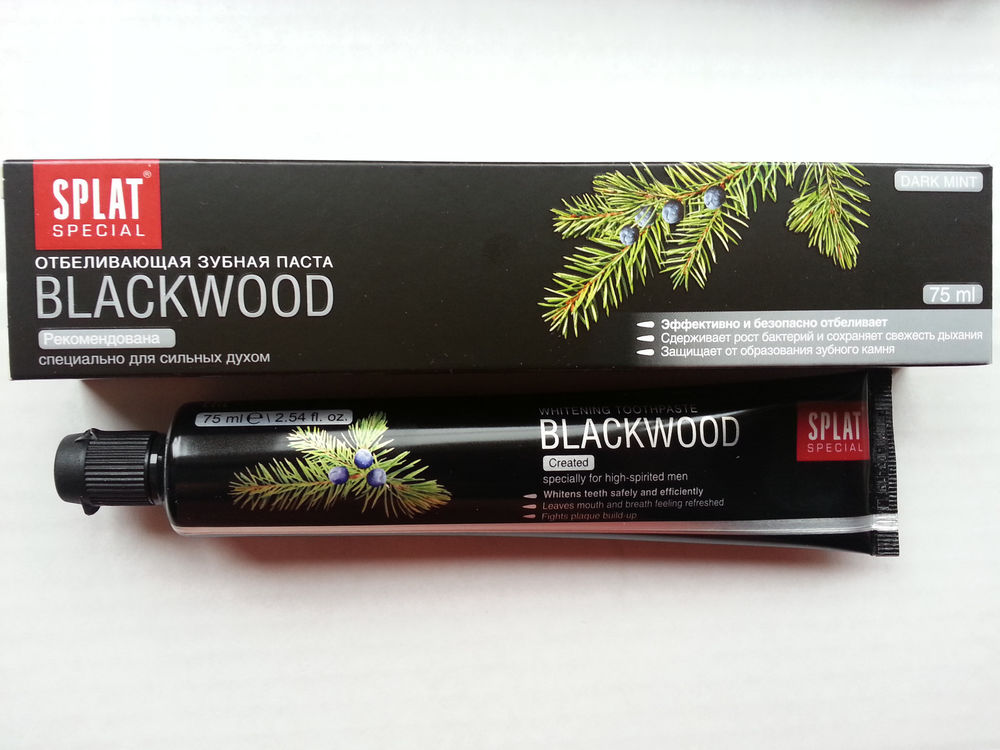 SPLAT®
SPECIAL
ОТБЕЛИВАЮЩАЯ ЗУБНАЯ ПАСТА
BLACKWOOD
Рекомендована
специально для сильных духом
DARK MINT
75 ml
Эффективно и безопасно отбеливает
Сдерживает рост бактерий и сохраняет свежесть дыхания
Защищает от образования зубного камня
75 ml ℮ \ 2.54 fl. oz.
WHITENING TOOTHPASTE
BLACKWOOD
Created
specially for high-spirited men
Whitens teeth safely and efficiently
Leaves mouth and breath feeling refreshed
Fights plaque build-up
SPLAT
SPECIAL